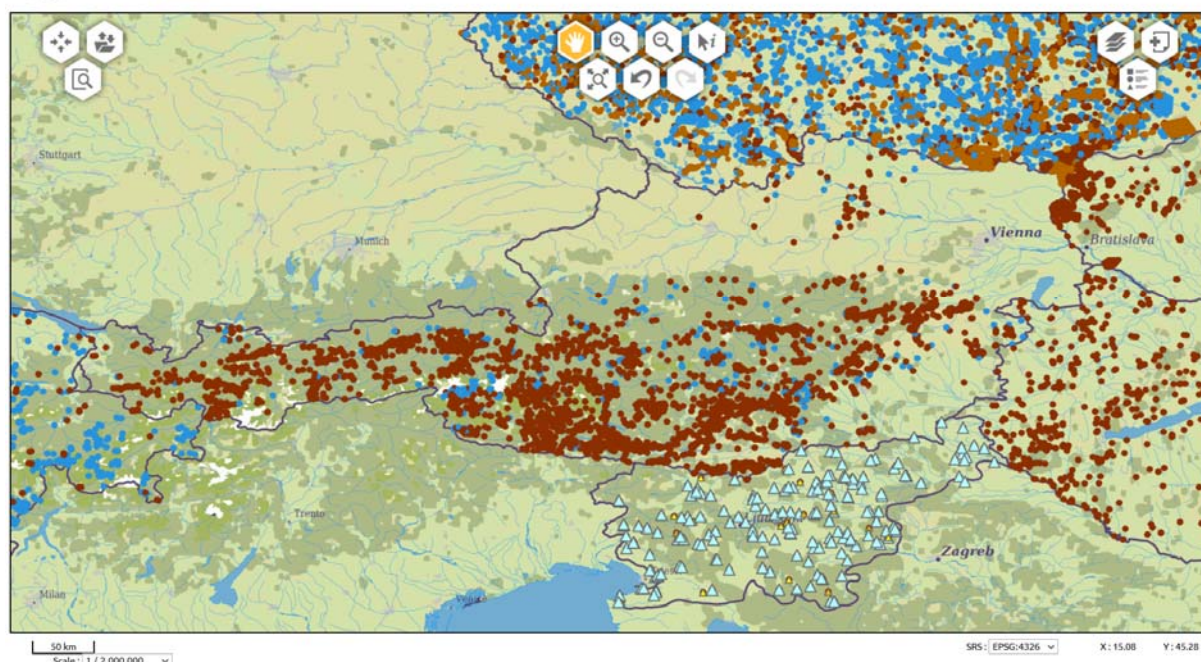 i
Stuttgart
Munich
Vienna
Bratislava
Trento
Zagreb
Milan
50 km
Scale : 1 / 2 000 000
SRS : EPSG:4326
X : 15.08
Y : 45.28